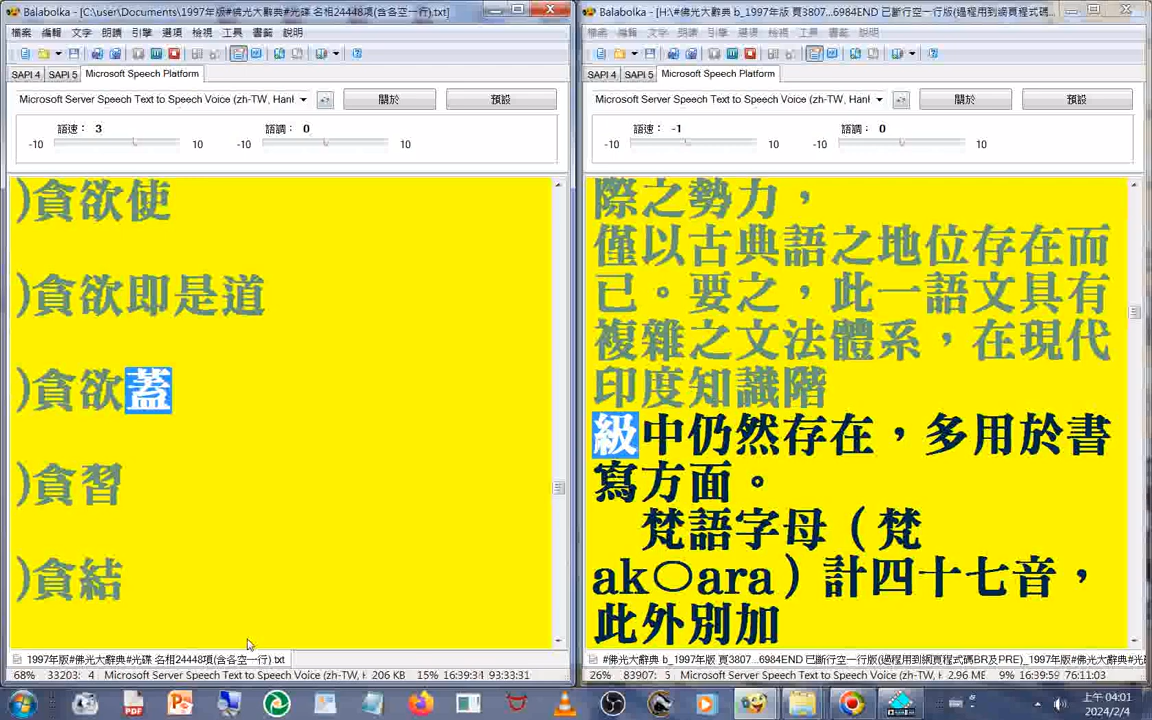 Balabolka - [C:\user\Documents\1997年版#佛光大辭典#光碟 名相24448項(含各空一行).txt]
檔案 編輯 文字 朗讀 引擎 選項 檢視 工具 書籤 說明
SAPI 4 SAPI 5 Microsoft Speech Platform
Microsoft Server Speech Text to Speech Voice (zh-TW, Hanl
關於 預設
語速： 3 語調： 0
-10 10 -10 10
)貪欲使
)貪欲即是道
)貪欲蓋
)貪習
)貪結
1997年版#佛光大辭典#光碟 名相24448項(含各空一行).txt
68% 33203: 4 Microsoft Server Speech Text to Speech Voice (zh-TW, H 206 KB 15% 16:39:34 93:33:31
Balabolka - [H:\#佛光大辭典 b_1997年版 頁3807...6984END 已斷行空一行版(過程用到網頁程式碼
檔案 編輯 文字 朗讀 引擎 選項 檢視 工具 書籤 說明
SAPI 4 SAPI 5 Microsoft Speech Platform
Microsoft Server Speech Text to Speech Voice (zh-TW, Hanl
關於 預設
語速： -1 語調： 0
-10 10 -10 10
際之勢力，
僅以古典語之地位存在而
已。要之，此一語文具有
複雜之文法體系，在現代
印度知識階
級中仍然存在，多用於書
寫方面。
梵語字母（梵
ak○ara）計四十七音，
此外別加
#佛光大辭典 b_1997年版 頁3807...6984END 已斷行空一行版(過程用到網頁程式碼BR及PRE)_1997年版#佛光大辭典#光
26% 83907: 5 Microsoft Server Speech Text to Speech Voice (zh-TW, H 2.96 ME 9% 16:39:59 76:11:03
上午 04:01
2024/2/4